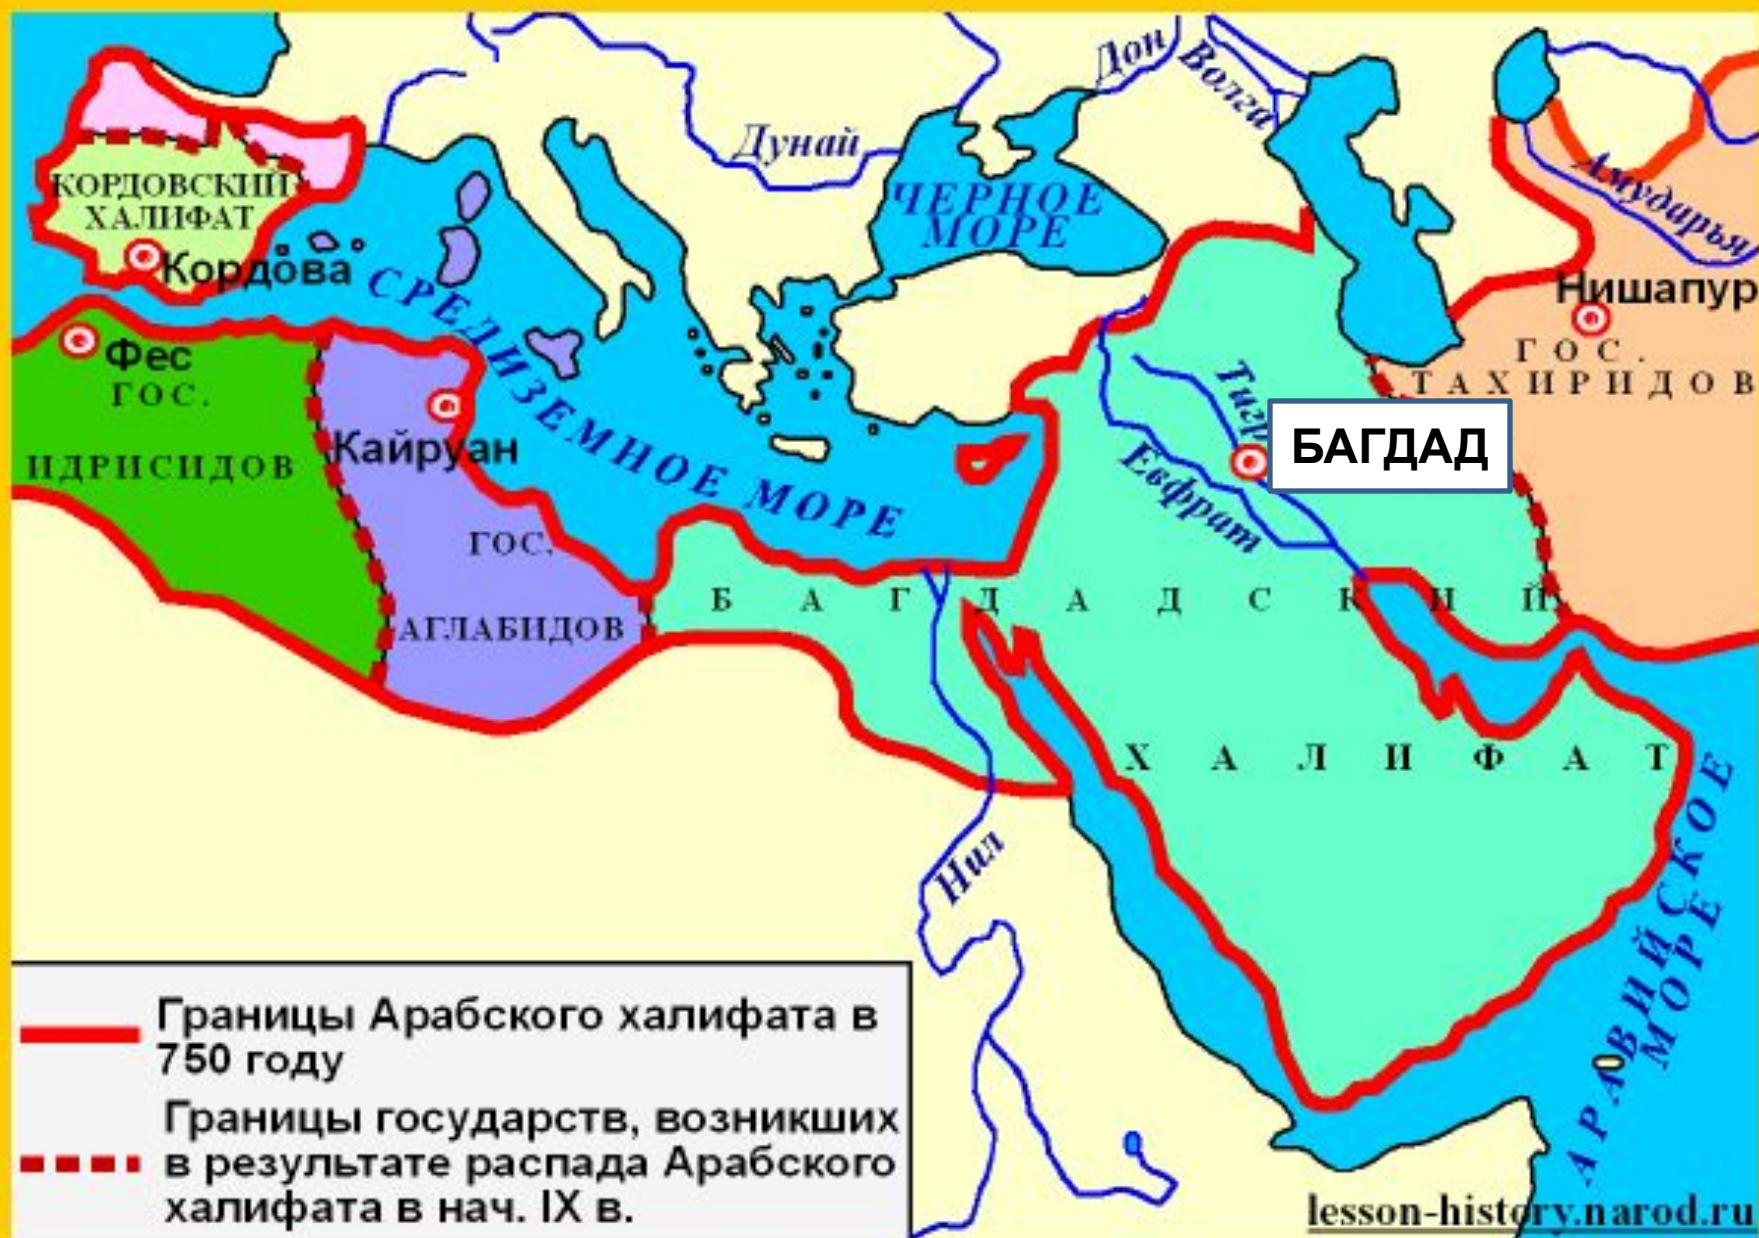 Дон
Волга
Дунай
ЧЕРНОЕ
МОРЕ
Амударья
КОРДОВСКИЙ
ХАЛИФАТ
Кордова
СРЕДИЗЕМНОЕ МОРЕ
Нишапур
ГОС.
ТАХИРИДОВ
Фес
ГОС.
ИДРИСИДОВ
Кайруан
ГОС.
АГЛАБИДОВ
Тигр
БАГДАД
Евфрат
БАГДАДСКИЙ
ХАЛИФАТ
Нил
АРАВИЙСКОЕ
МОРЕ
Границы Арабского халифата в
750 году
Границы государств, возникших
в результате распада Арабского
халифата в нач. IX в.
lesson-history.narod.ru